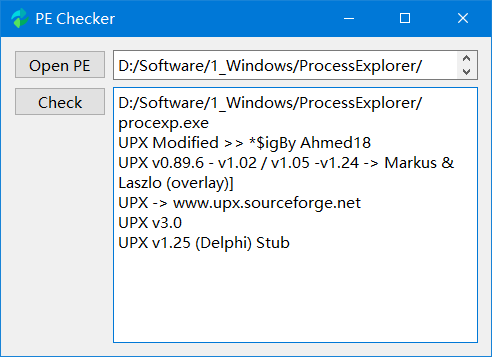 PE Checker
Open PE
D:/Software/1_Windows/ProcessExplorer/
Check
D:/Software/1_Windows/ProcessExplorer/
procexp.exe
UPX Modified >> *$igBy Ahmed18
UPX v0.89.6 - v1.02 / v1.05 -v1.24 -> Markus &
Laszlo (overlay)]
UPX -> www.upx.sourceforge.net
UPX v3.0
UPX v1.25 (Delphi) Stub